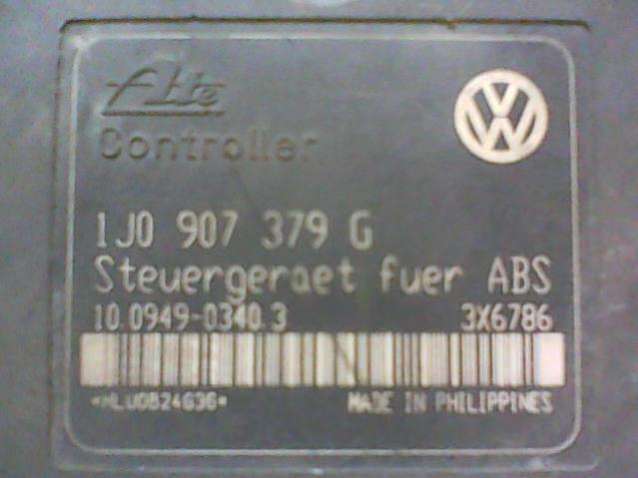 Ate
Controller
1J0 907 379 G
Steuergeraet fuer ABS
10.0949-0340.3 3X6786
MADE IN PHILIPPINES